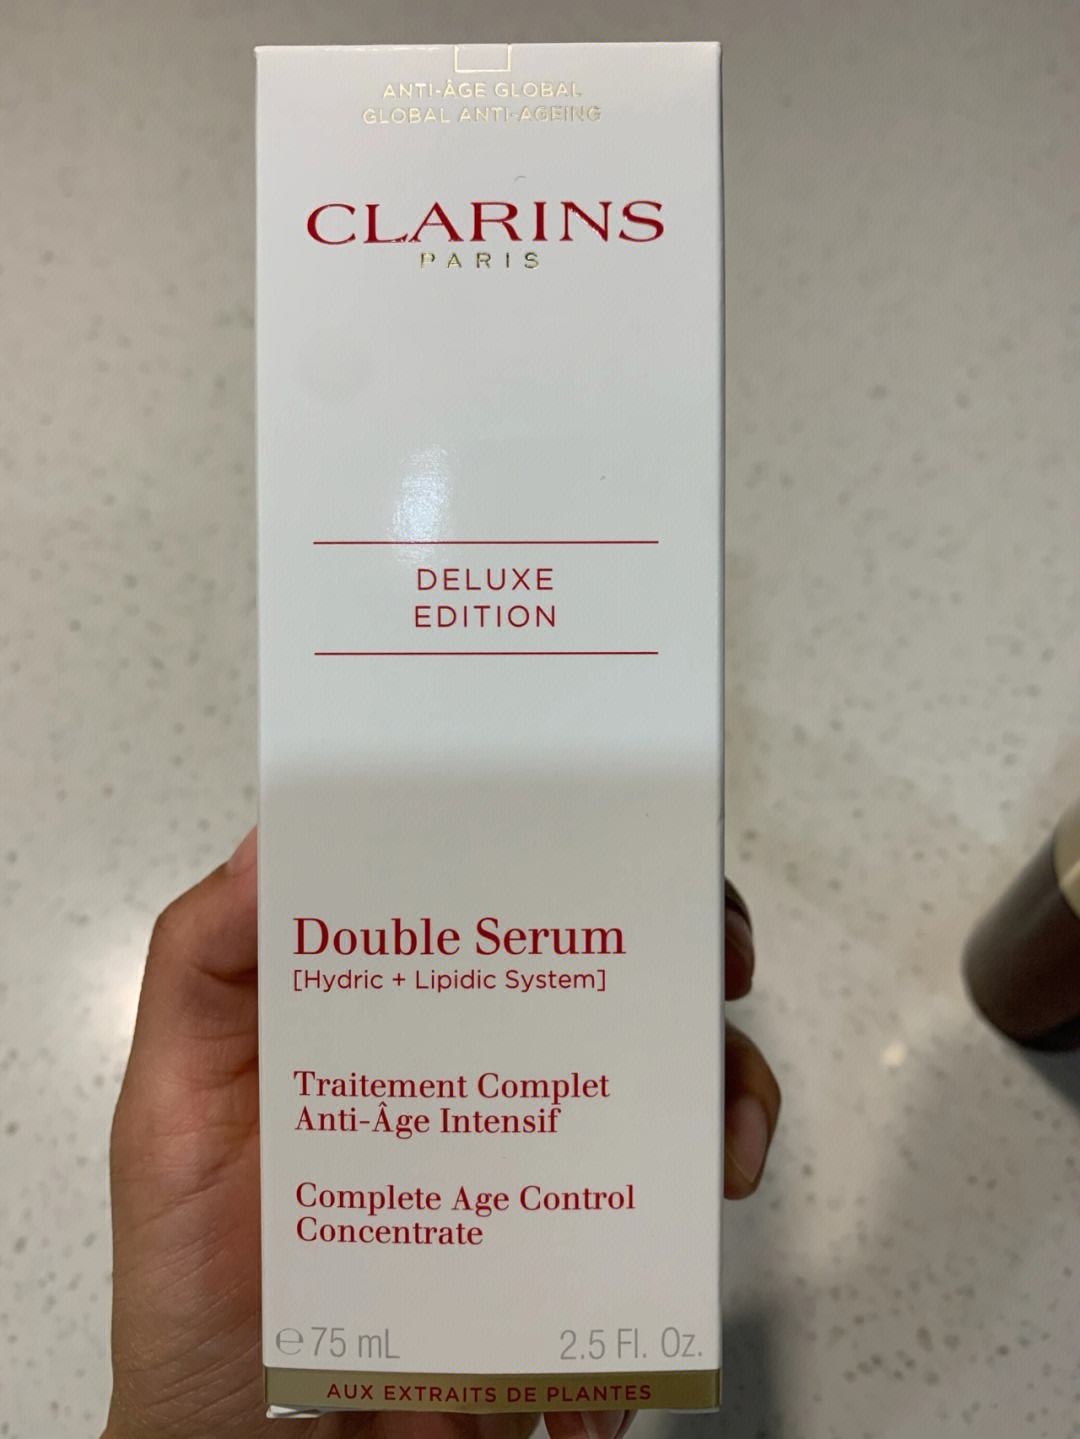 ANTI-ÂGE GLOBAL
GLOBAL ANTI-AGEING
CLARINS
PARIS
DELUXE
EDITION
Double Serum
[Hydric + Lipidic System]
Traitement Complet
Anti-Âge Intensif
Complete Age Control
Concentrate
℮ 75 mL 2.5 Fl. Oz.
AUX EXTRAITS DE PLANTES